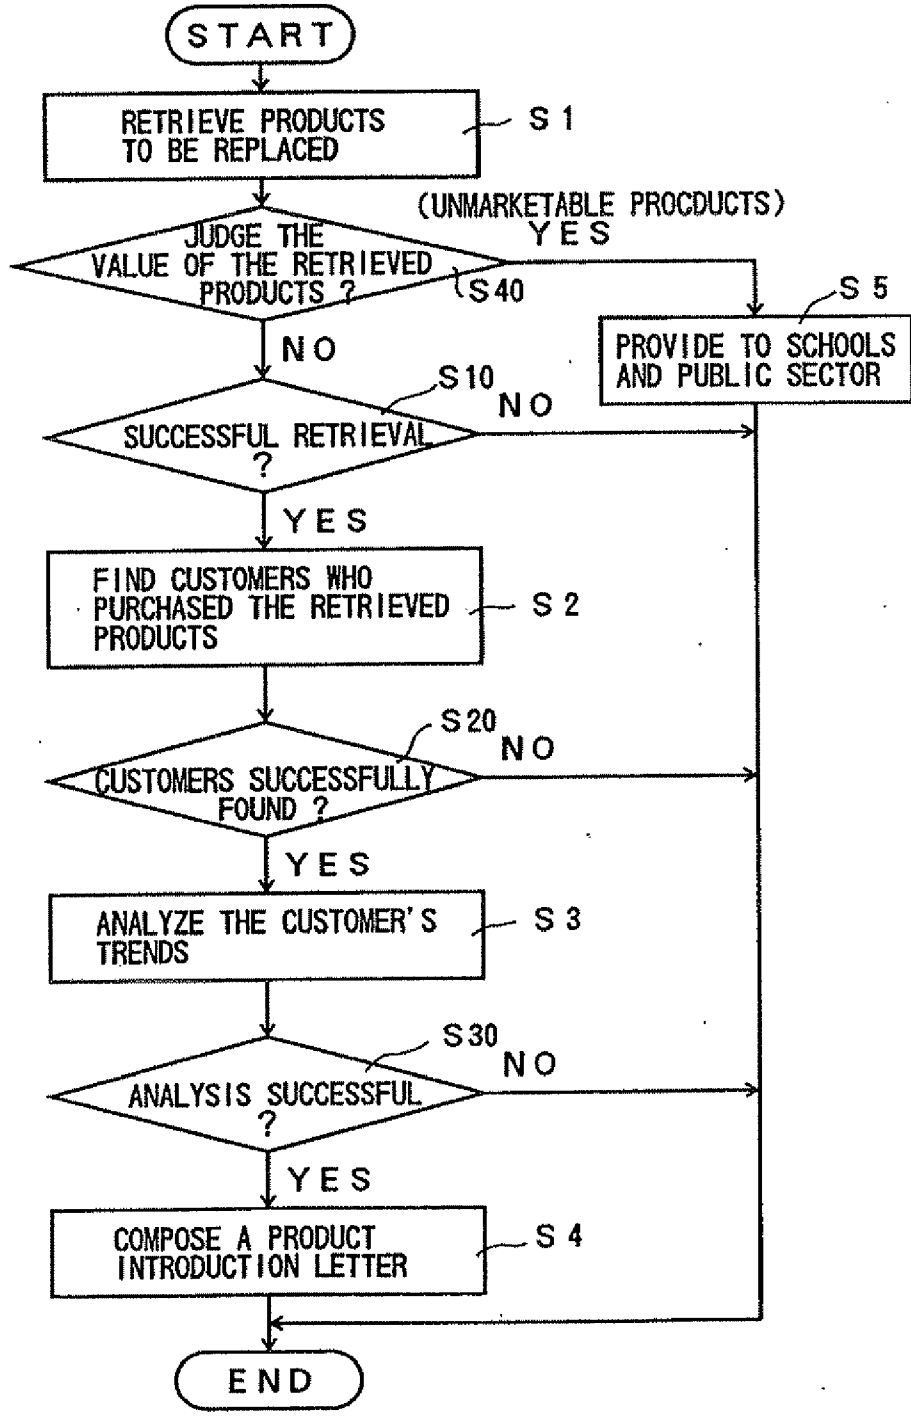 START
RETRIEVE PRODUCTS
TO BE REPLACED
S1
(UNMARKETABLE PROCDUCTS)
YES
JUDGE THE
VALUE OF THE RETRIEVED
PRODUCTS ?
S40
S5
PROVIDE TO SCHOOLS
AND PUBLIC SECTOR
NO
S10
NO
SUCCESSFUL RETRIEVAL
?
YES
FIND CUSTOMERS WHO
PURCHASED THE RETRIEVED
PRODUCTS
S2
S20
NO
CUSTOMERS SUCCESSFULLY
FOUND ?
YES
ANALYZE THE CUSTOMER'S
TRENDS
S3
S30
NO
ANALYSIS SUCCESSFUL
?
YES
COMPOSE A PRODUCT
INTRODUCTION LETTER
S4
END